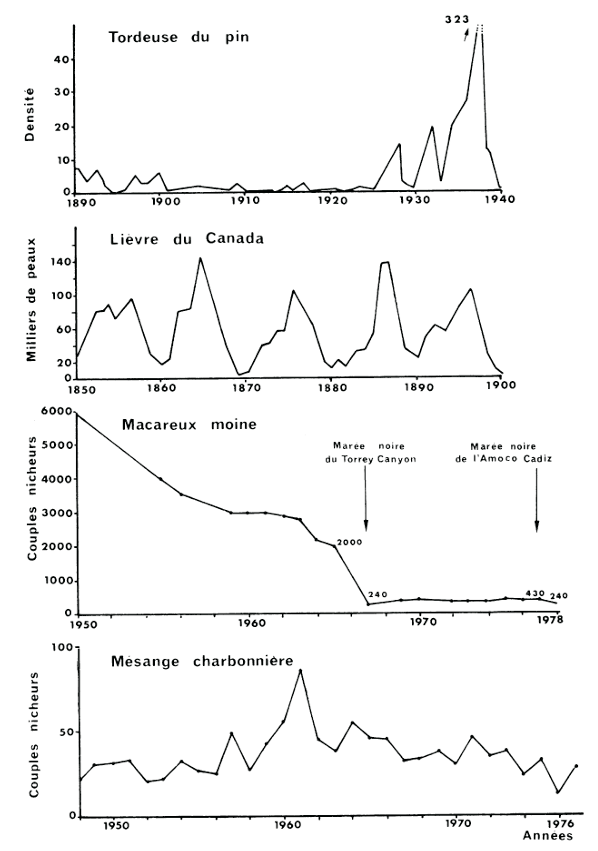 323
Tordeuse du pin
Densité
40
30
20
10
0
1890 1900 1910 1920 1930 1940
Lièvre du Canada
Milliers de peaux
140
100
60
20
0
1850 1860 1870 1880 1890 1900
6000
Macareux moine
Couples nicheurs
5000
4000
3000
2000
1000
0
Marée noire
du Torrey Canyon
Marée noire
de l'Amoco Cadiz
2000
240
430 240
1950 1960 1970 1978
100
Mésange charbonnière
Couples nicheurs
50
0
1950 1960 1970 1976
Années